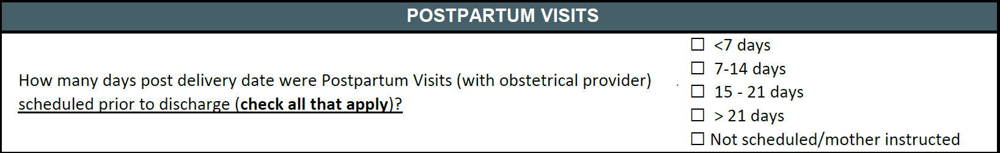 POSTPARTUM VISITS
How many days post delivery date were Postpartum Visits (with obstetrical provider)
scheduled prior to discharge (check all that apply)?
☐ <7 days
☐ 7-14 days
☐ 15 - 21 days
☐ > 21 days
☐ Not scheduled/mother instructed